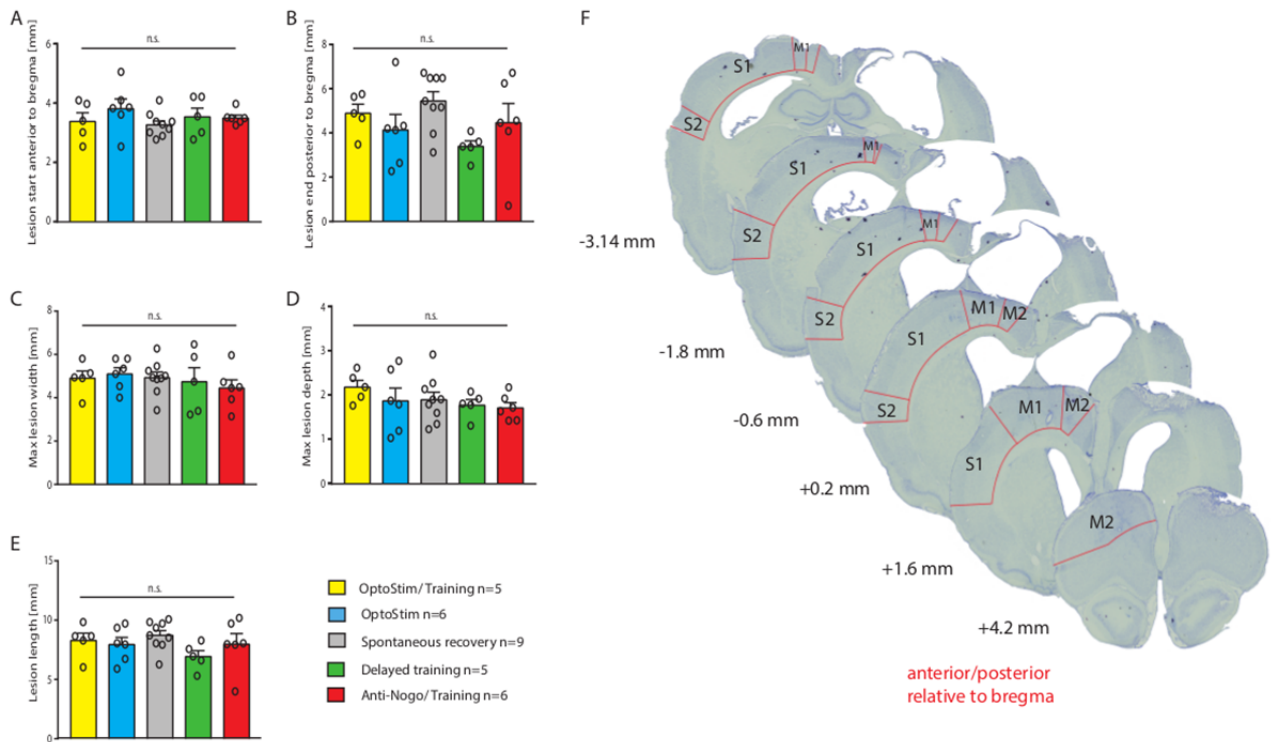 A
B
F
Lesion start anterior to bregma [mm]
6
4
2
0
n.s.
Lesion end posterior to bregma [mm]
8
6
4
2
0
n.s.
C
D
Max lesion width [mm]
8
6
4
2
0
n.s.
Max lesion depth [mm]
4
3
2
1
0
n.s.
E
Lesion length [mm]
15
10
5
0
n.s.
OptoStim/Training n=5
OptoStim n=6
Spontaneous recovery n=9
Delayed training n=5
Anti-Nogo/Training n=6
S1
M1
S2
-3.14 mm
M1
S1
S2
-1.8 mm
M1
S1
S2
-0.6 mm
M1 M2
S1
S2
+0.2 mm
M1 M2
S1
+1.6 mm
M2
+4.2 mm
anterior/posterior
relative to bregma